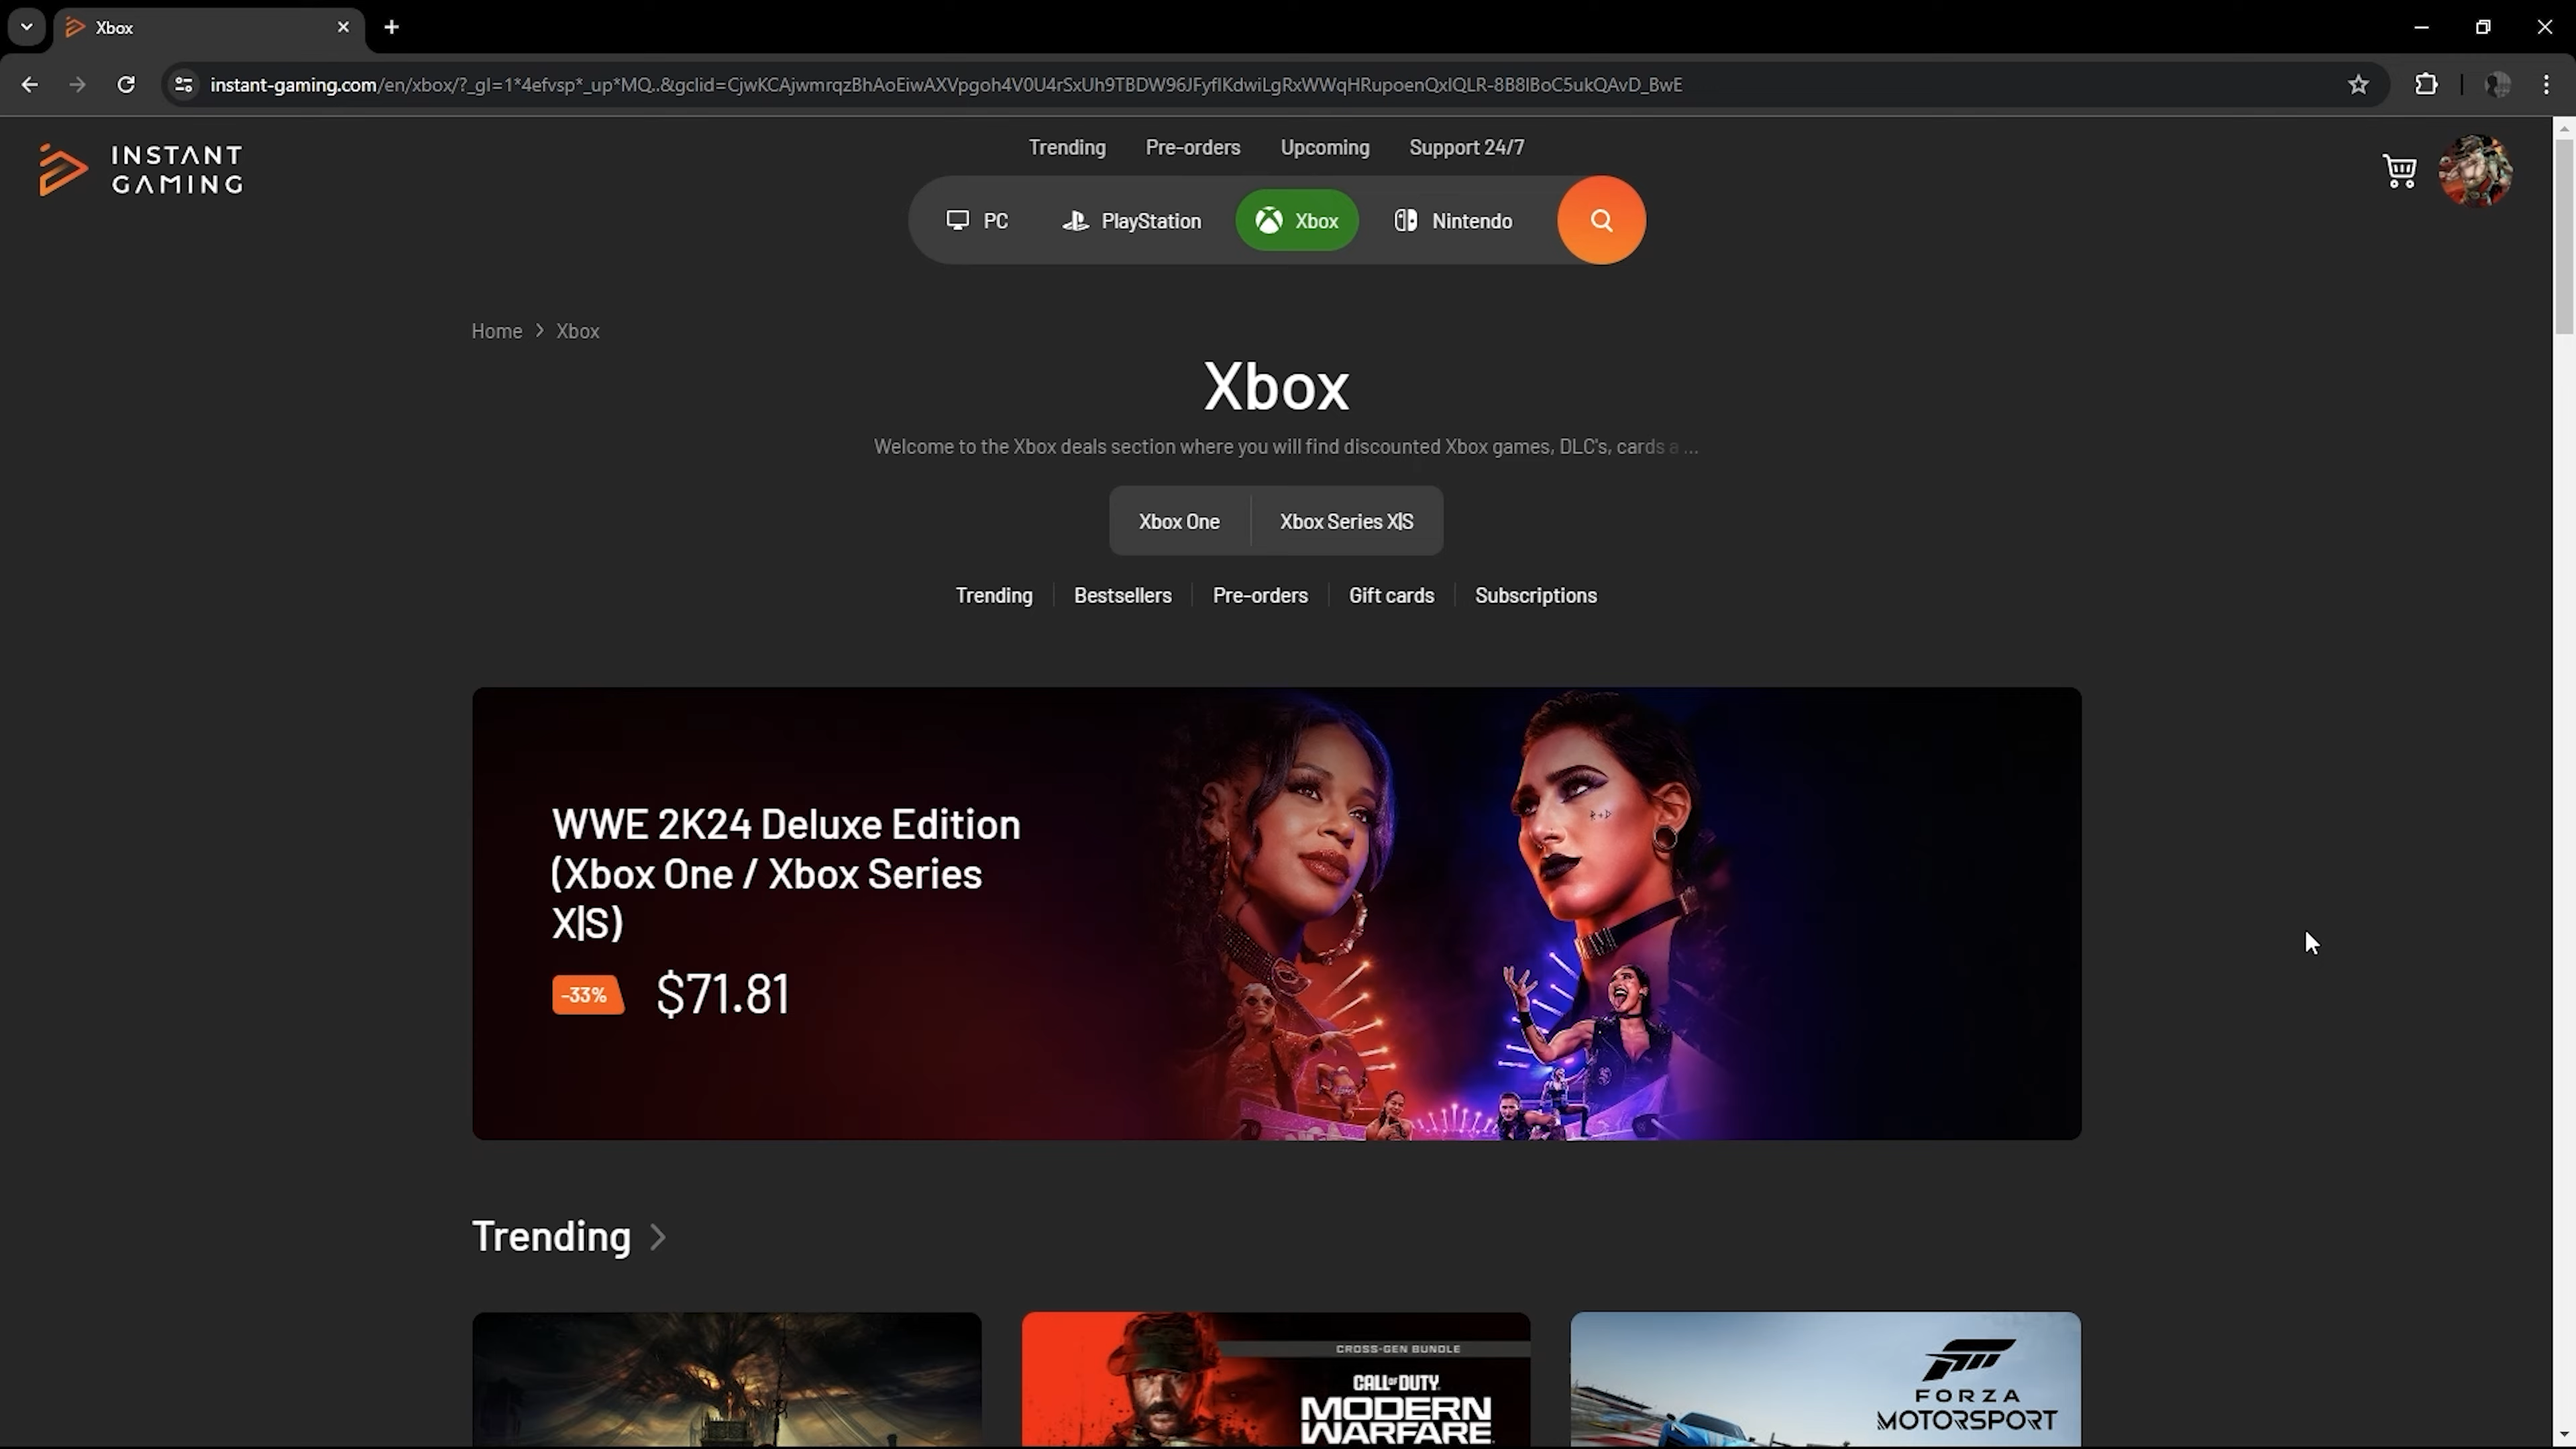 Xbox
instant-gaming.com/en/xbox/?_gl=1*4efvsp*_up*MQ..&gclid=CjwKCAjwmrqzBhAoEiwAXVpgoh4V0U4rSxUh9TBDW96JFyflKdwiLgRxWWqHRupoenQxlQLR-8B8lBoC5ukQAvD_BwE
INSTANT
GAMING
Trending Pre-orders Upcoming Support 24/7
PC PlayStation Xbox Nintendo
Home > Xbox
Xbox
Welcome to the Xbox deals section where you will find discounted Xbox games, DLC's, cards a ...
Xbox One Xbox Series X|S
Trending Bestsellers Pre-orders Gift cards Subscriptions
WWE 2K24 Deluxe Edition
(Xbox One / Xbox Series
X|S)
-33% $71.81
Trending >
CROSS-GEN BUNDLE
CALL OF DUTY
MODERN
WARFARE
FORZA
MOTORSPORT